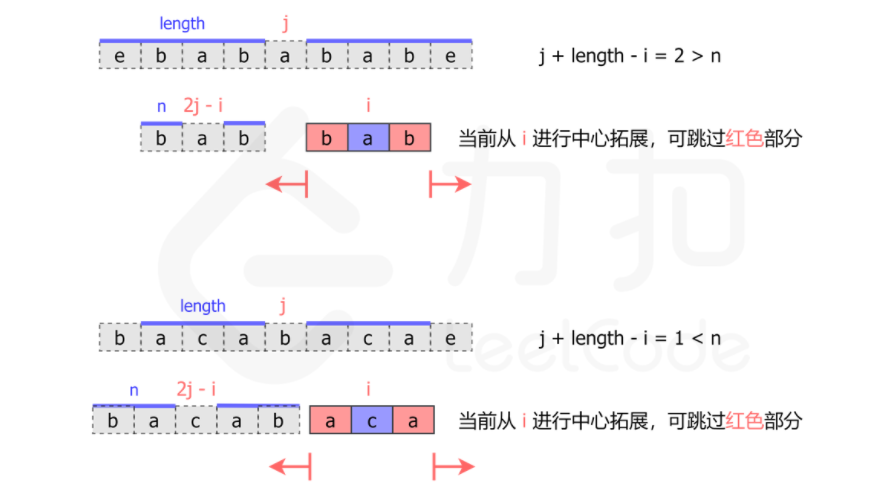 length j
e b a b a b a b e j + length - i = 2 > n
n 2j - i i
b a b b a b 当前从 i 进行中心拓展，可跳过红色部分
力扣
length j
b a c a b a c a e j + length - i = 1 < n
LeetCode
n 2j - i i
b a c a b a c a 当前从 i 进行中心拓展，可跳过红色部分